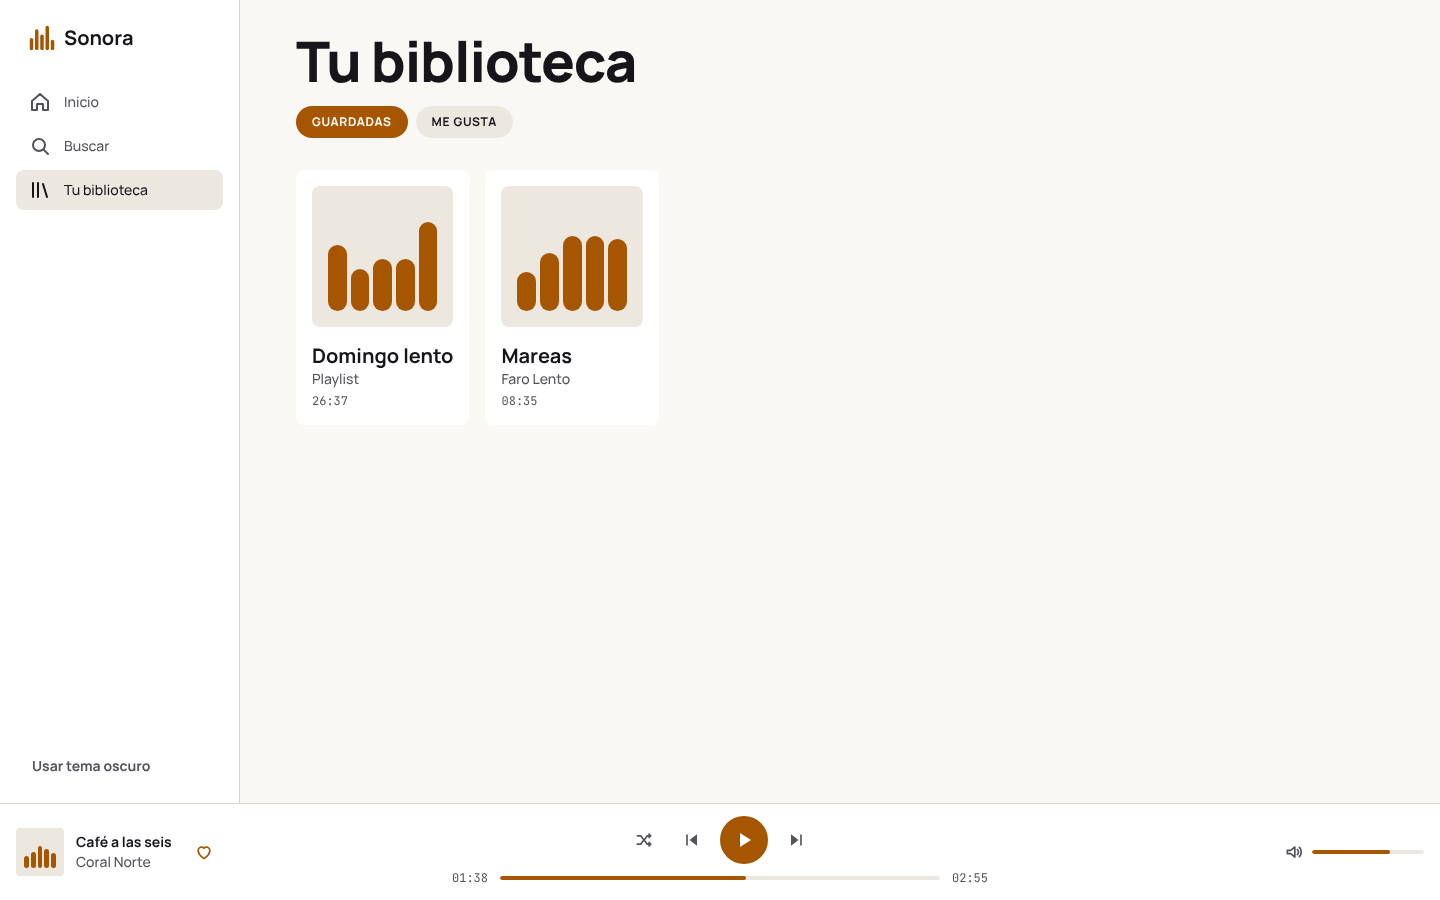 Sonora
Inicio
Buscar
Tu biblioteca
Usar tema oscuro
Tu biblioteca
GUARDADAS
ME GUSTA
Domingo lento
Playlist
26:37
Mareas
Faro Lento
08:35
Café a las seis
Coral Norte
01:38
02:55